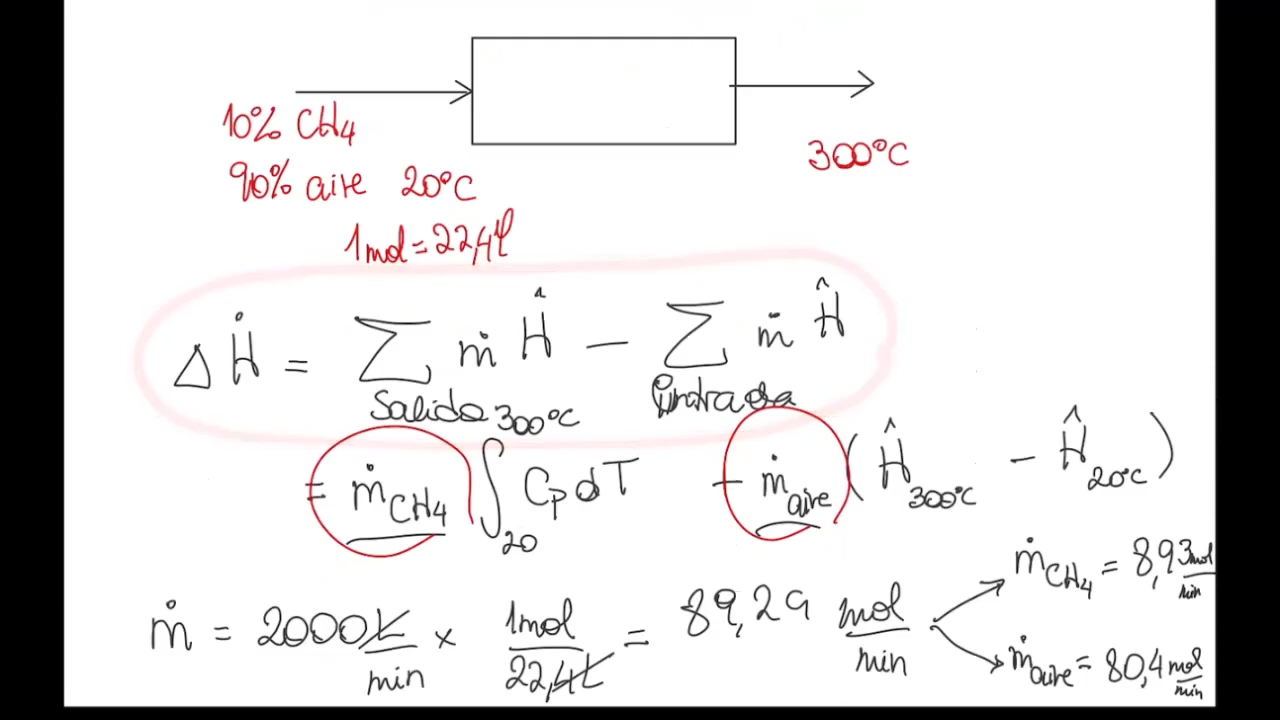 10% CH4
90% aire 20°C
1mol = 22,4ℓ
300°C
ΔḢ = Σ ṁ Ĥ − Σ ṁ Ĥ
Salida 300°C Entrada
= ṁCH4 ∫20 Cp dT + ṁaire (Ĥ300°C − Ĥ20°C)
ṁ = 2000 L/min × 1mol/22,4L = 89,29 mol/min
ṁCH4 = 8,93 mol/min
ṁaire = 80,4 mol/min